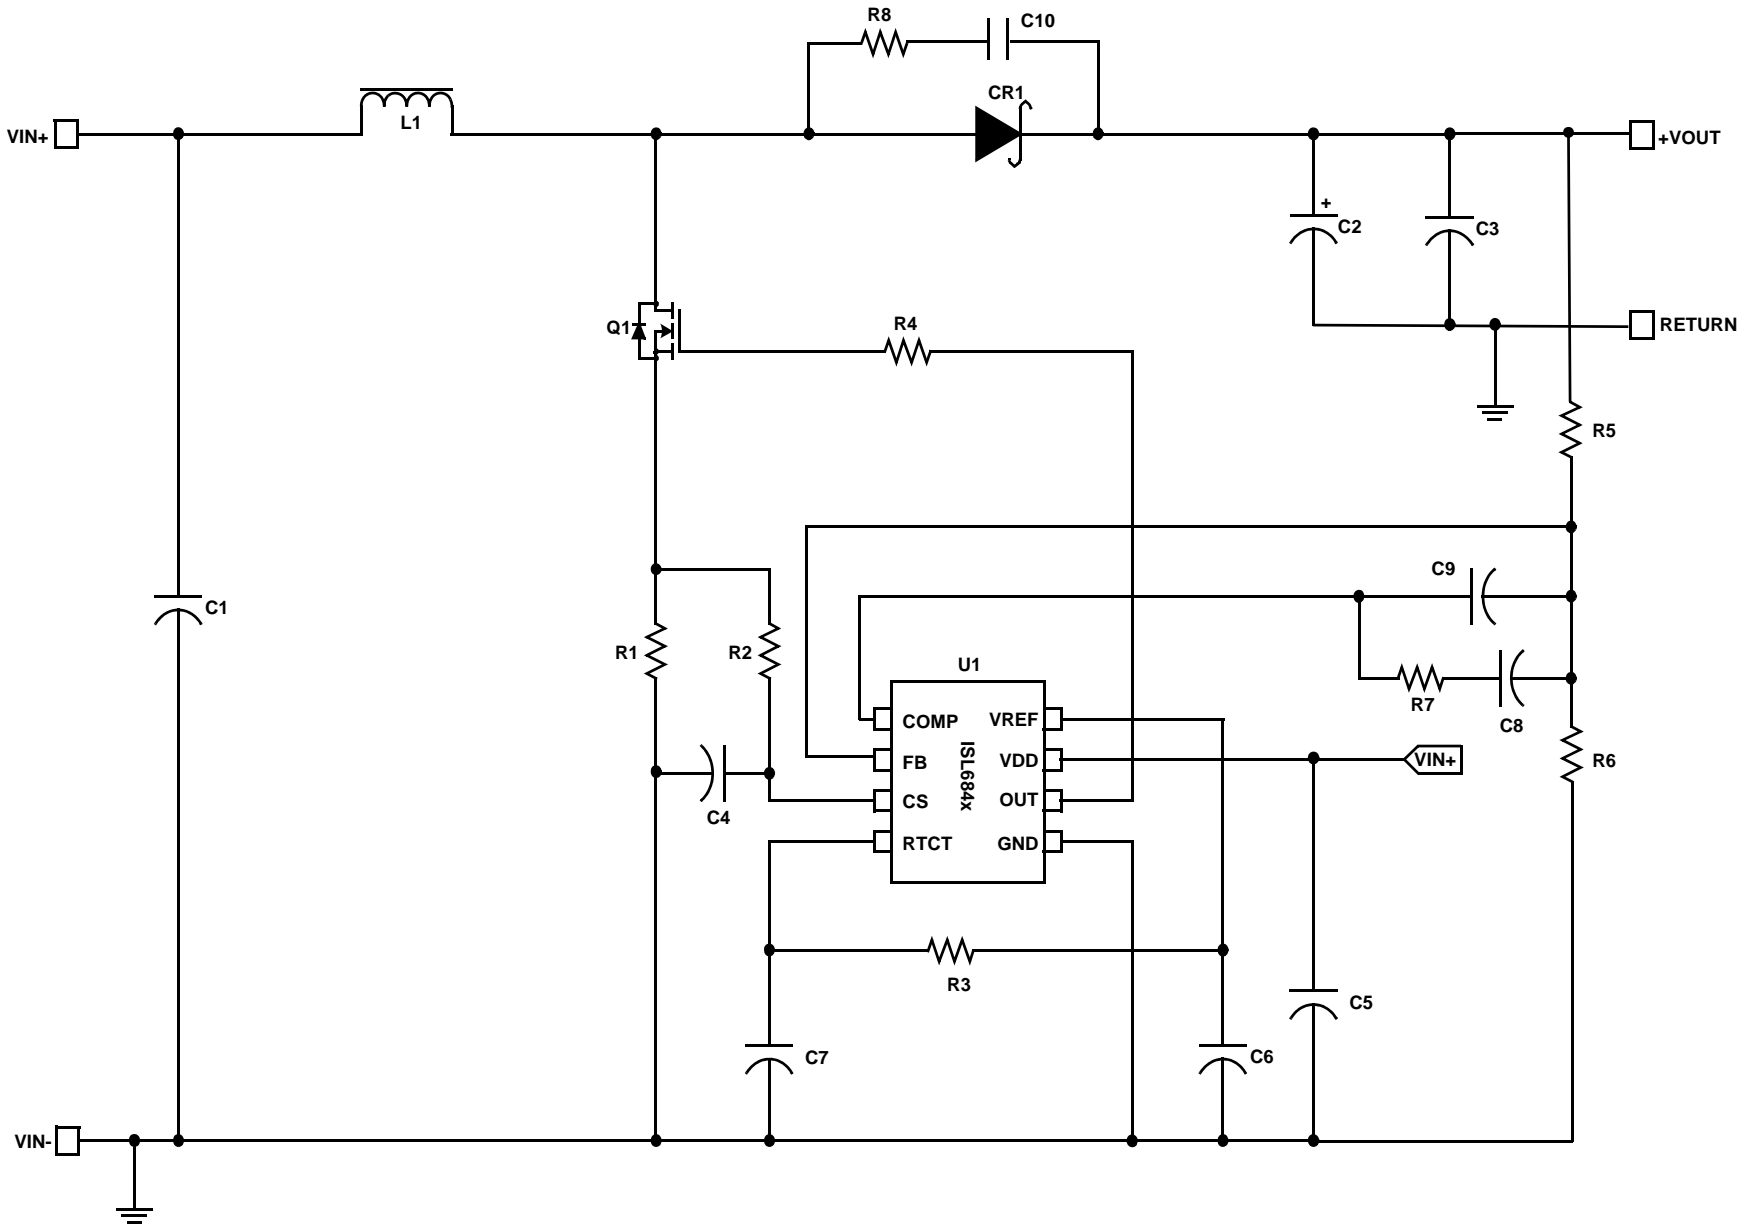 R8
C10
CR1
L1
VIN+
+VOUT
+
C2
C3
Q1
R4
RETURN
R5
C9
C1
R1
R2
U1
R7
C8
COMP
VREF
FB
VDD
VIN+
R6
CS
OUT
RTCT
GND
ISL684x
C4
R3
C5
C7
C6
VIN-